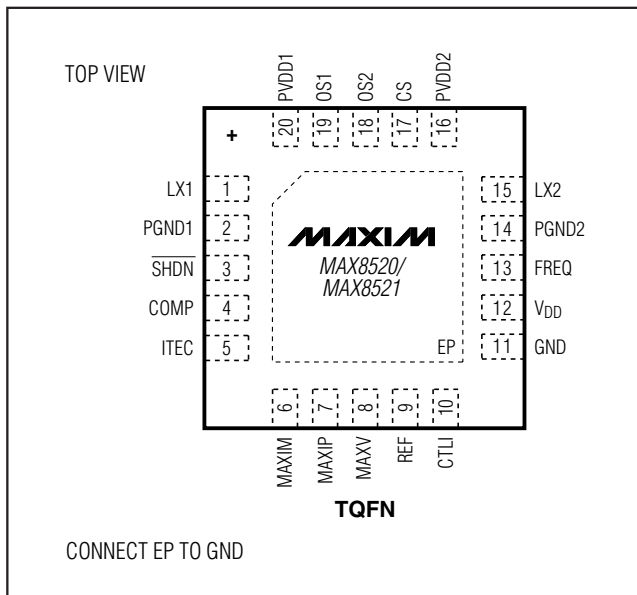 TOP VIEW
PVDD1
OS1
OS2
CS
PVDD2
20
19
18
17
16
+
LX1 1
PGND1 2
SHDN 3
COMP 4
ITEC 5
15 LX2
14 PGND2
13 FREQ
12 VDD
11 GND
MAXIM
MAX8520/
MAX8521
EP
6
7
8
9
10
MAXIM
MAXIP
MAXV
REF
CTLI
TQFN
CONNECT EP TO GND